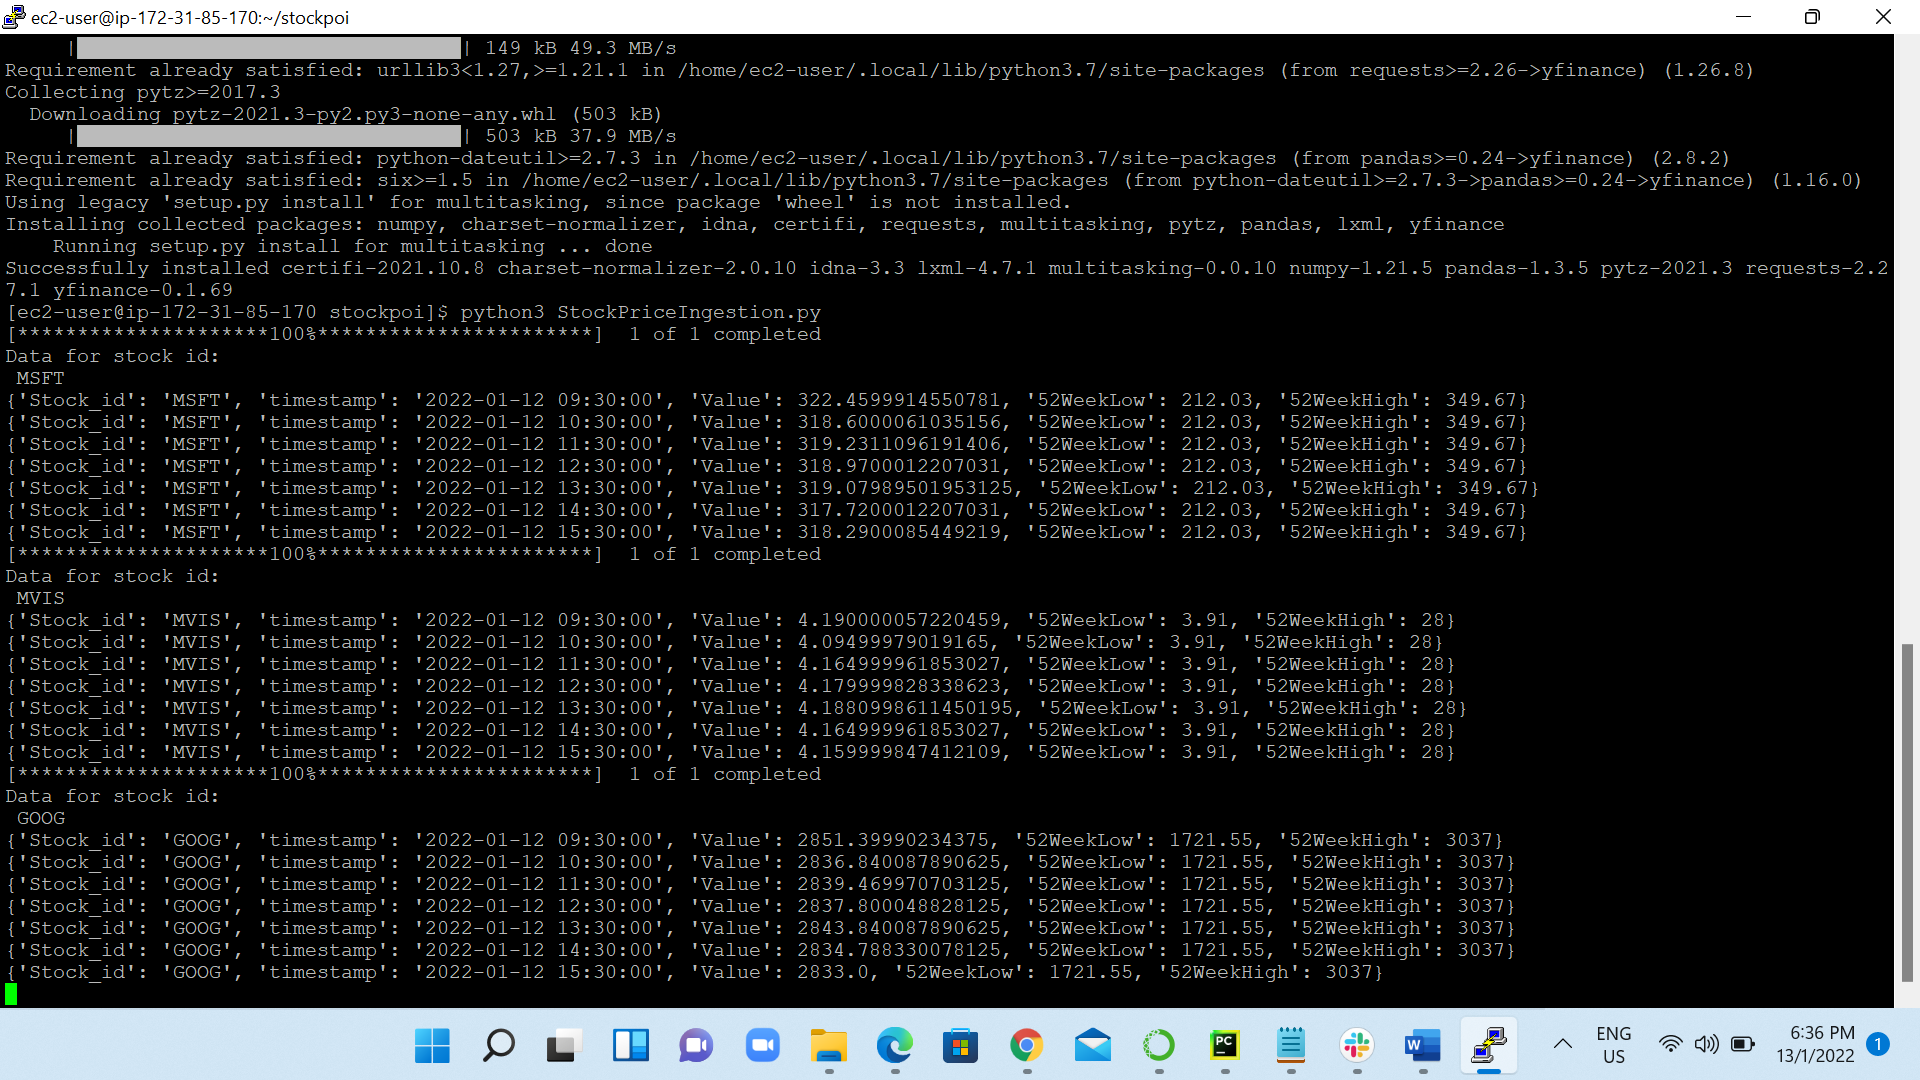 ec2-user@ip-172-31-85-170:~/stockpoi
| | 149 kB 49.3 MB/s
Requirement already satisfied: urllib3<1.27,>=1.21.1 in /home/ec2-user/.local/lib/python3.7/site-packages (from requests>=2.26->yfinance) (1.26.8)
Collecting pytz>=2017.3
Downloading pytz-2021.3-py2.py3-none-any.whl (503 kB)
| | 503 kB 37.9 MB/s
Requirement already satisfied: python-dateutil>=2.7.3 in /home/ec2-user/.local/lib/python3.7/site-packages (from pandas>=0.24->yfinance) (2.8.2)
Requirement already satisfied: six>=1.5 in /home/ec2-user/.local/lib/python3.7/site-packages (from python-dateutil>=2.7.3->pandas>=0.24->yfinance) (1.16.0)
Using legacy 'setup.py install' for multitasking, since package 'wheel' is not installed.
Installing collected packages: numpy, charset-normalizer, idna, certifi, requests, multitasking, pytz, pandas, lxml, yfinance
Running setup.py install for multitasking ... done
Successfully installed certifi-2021.10.8 charset-normalizer-2.0.10 idna-3.3 lxml-4.7.1 multitasking-0.0.10 numpy-1.21.5 pandas-1.3.5 pytz-2021.3 requests-2.2
7.1 yfinance-0.1.69
[ec2-user@ip-172-31-85-170 stockpoi]$ python3 StockPriceIngestion.py
[*********************100%***********************]  1 of 1 completed
Data for stock id:
MSFT
{'Stock_id': 'MSFT', 'timestamp': '2022-01-12 09:30:00', 'Value': 322.4599914550781, '52WeekLow': 212.03, '52WeekHigh': 349.67}
{'Stock_id': 'MSFT', 'timestamp': '2022-01-12 10:30:00', 'Value': 318.6000061035156, '52WeekLow': 212.03, '52WeekHigh': 349.67}
{'Stock_id': 'MSFT', 'timestamp': '2022-01-12 11:30:00', 'Value': 319.2311096191406, '52WeekLow': 212.03, '52WeekHigh': 349.67}
{'Stock_id': 'MSFT', 'timestamp': '2022-01-12 12:30:00', 'Value': 318.9700012207031, '52WeekLow': 212.03, '52WeekHigh': 349.67}
{'Stock_id': 'MSFT', 'timestamp': '2022-01-12 13:30:00', 'Value': 319.07989501953125, '52WeekLow': 212.03, '52WeekHigh': 349.67}
{'Stock_id': 'MSFT', 'timestamp': '2022-01-12 14:30:00', 'Value': 317.7200012207031, '52WeekLow': 212.03, '52WeekHigh': 349.67}
{'Stock_id': 'MSFT', 'timestamp': '2022-01-12 15:30:00', 'Value': 318.2900085449219, '52WeekLow': 212.03, '52WeekHigh': 349.67}
[*********************100%***********************]  1 of 1 completed
Data for stock id:
MVIS
{'Stock_id': 'MVIS', 'timestamp': '2022-01-12 09:30:00', 'Value': 4.190000057220459, '52WeekLow': 3.91, '52WeekHigh': 28}
{'Stock_id': 'MVIS', 'timestamp': '2022-01-12 10:30:00', 'Value': 4.09499979019165, '52WeekLow': 3.91, '52WeekHigh': 28}
{'Stock_id': 'MVIS', 'timestamp': '2022-01-12 11:30:00', 'Value': 4.164999961853027, '52WeekLow': 3.91, '52WeekHigh': 28}
{'Stock_id': 'MVIS', 'timestamp': '2022-01-12 12:30:00', 'Value': 4.179999828338623, '52WeekLow': 3.91, '52WeekHigh': 28}
{'Stock_id': 'MVIS', 'timestamp': '2022-01-12 13:30:00', 'Value': 4.1880998611450195, '52WeekLow': 3.91, '52WeekHigh': 28}
{'Stock_id': 'MVIS', 'timestamp': '2022-01-12 14:30:00', 'Value': 4.164999961853027, '52WeekLow': 3.91, '52WeekHigh': 28}
{'Stock_id': 'MVIS', 'timestamp': '2022-01-12 15:30:00', 'Value': 4.159999847412109, '52WeekLow': 3.91, '52WeekHigh': 28}
[*********************100%***********************]  1 of 1 completed
Data for stock id:
GOOG
{'Stock_id': 'GOOG', 'timestamp': '2022-01-12 09:30:00', 'Value': 2851.39990234375, '52WeekLow': 1721.55, '52WeekHigh': 3037}
{'Stock_id': 'GOOG', 'timestamp': '2022-01-12 10:30:00', 'Value': 2836.840087890625, '52WeekLow': 1721.55, '52WeekHigh': 3037}
{'Stock_id': 'GOOG', 'timestamp': '2022-01-12 11:30:00', 'Value': 2839.469970703125, '52WeekLow': 1721.55, '52WeekHigh': 3037}
{'Stock_id': 'GOOG', 'timestamp': '2022-01-12 12:30:00', 'Value': 2837.800048828125, '52WeekLow': 1721.55, '52WeekHigh': 3037}
{'Stock_id': 'GOOG', 'timestamp': '2022-01-12 13:30:00', 'Value': 2843.840087890625, '52WeekLow': 1721.55, '52WeekHigh': 3037}
{'Stock_id': 'GOOG', 'timestamp': '2022-01-12 14:30:00', 'Value': 2834.788330078125, '52WeekLow': 1721.55, '52WeekHigh': 3037}
{'Stock_id': 'GOOG', 'timestamp': '2022-01-12 15:30:00', 'Value': 2833.0, '52WeekLow': 1721.55, '52WeekHigh': 3037}
PC
W
ENG
US
6:36 PM
13/1/2022
1